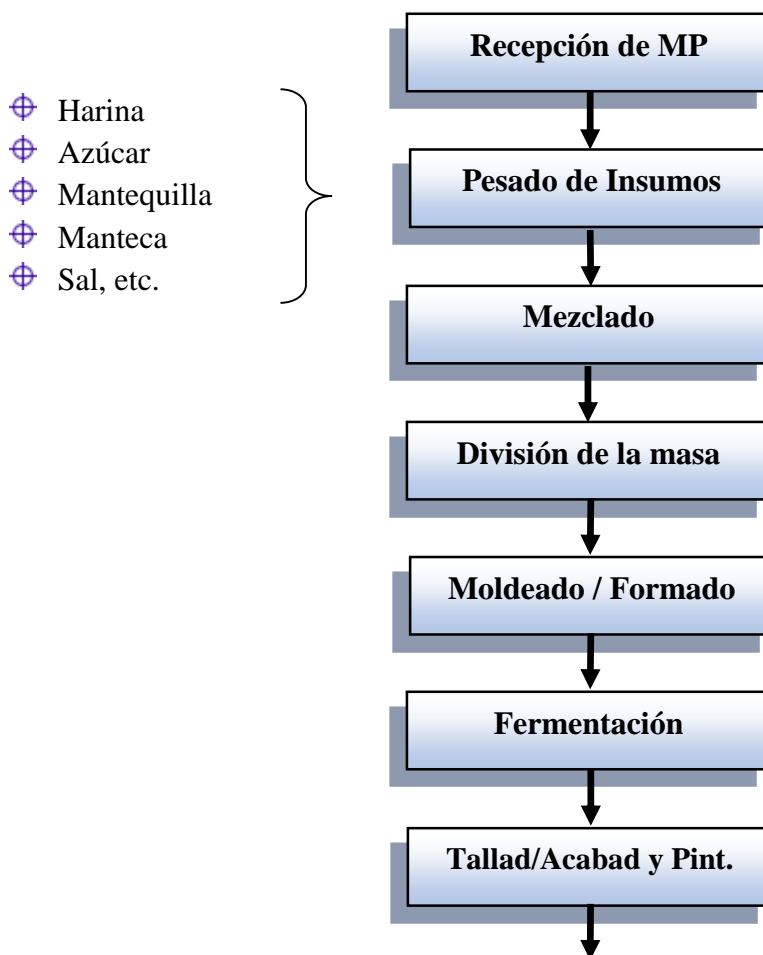 Recepción de MP
Harina
Azúcar
Mantequilla
Manteca
Sal, etc.
Pesado de Insumos
Mezclado
División de la masa
Moldeado / Formado
Fermentación
Tallad/Acabad y Pint.